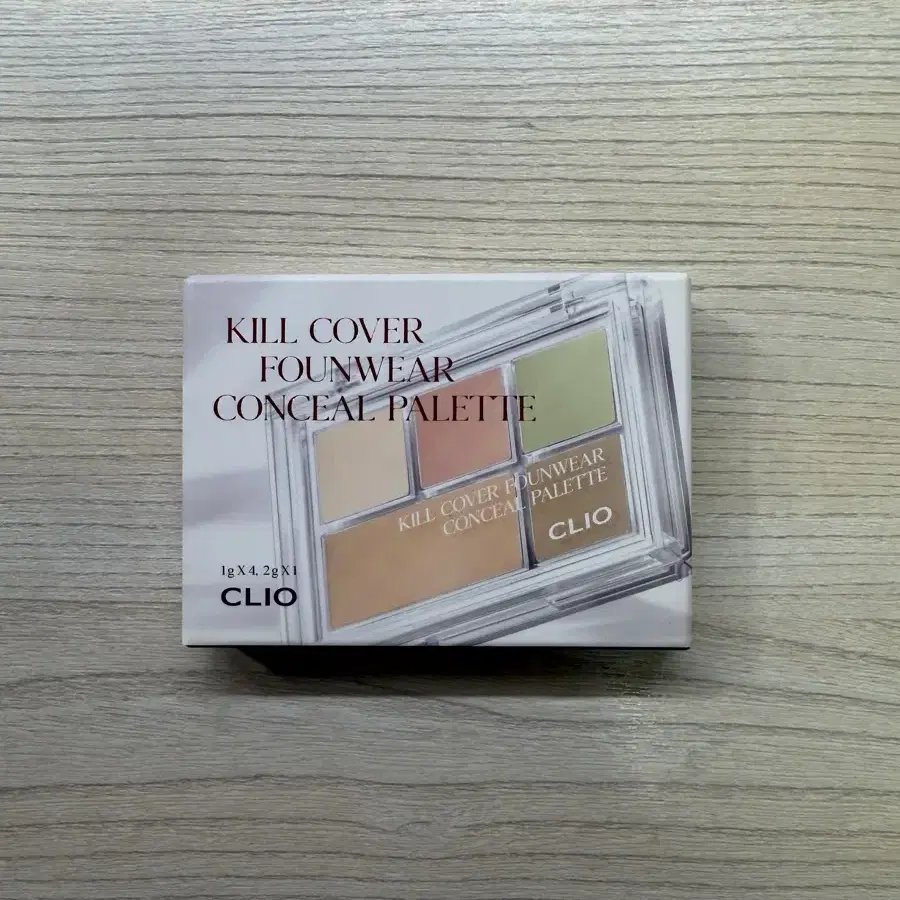 KILL COVER
FOUNWEAR
CONCEAL PALETTE
KILL COVER FOUNWEAR
CONCEAL PALETTE
CLIO
1g X 4, 2g X 1
CLIO